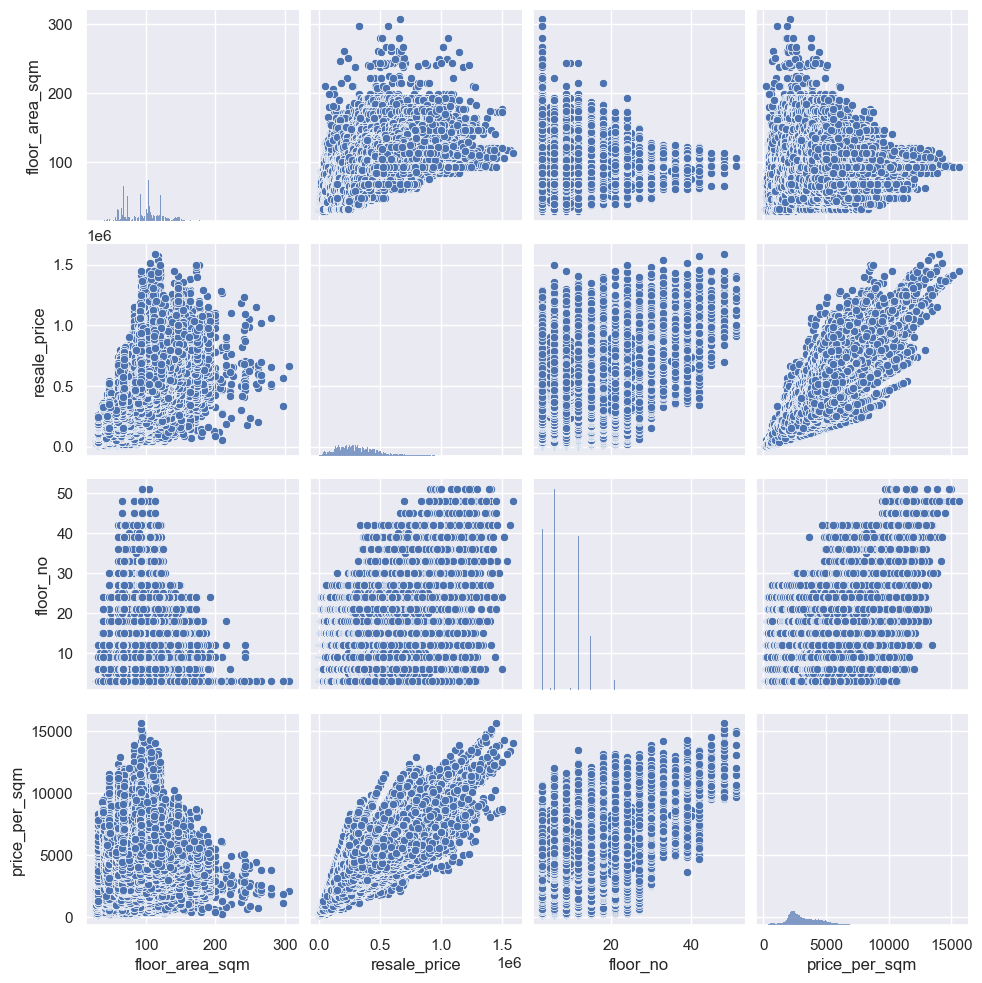 300
200
100
floor_area_sqm
1e6
1.5
1.0
0.5
0.0
resale_price
50
40
30
20
10
floor_no
15000
10000
5000
0
price_per_sqm
100 200 300
0.0 0.5 1.0 1.5
20 40
0 5000 10000 15000
1e6
floor_area_sqm
resale_price
floor_no
price_per_sqm